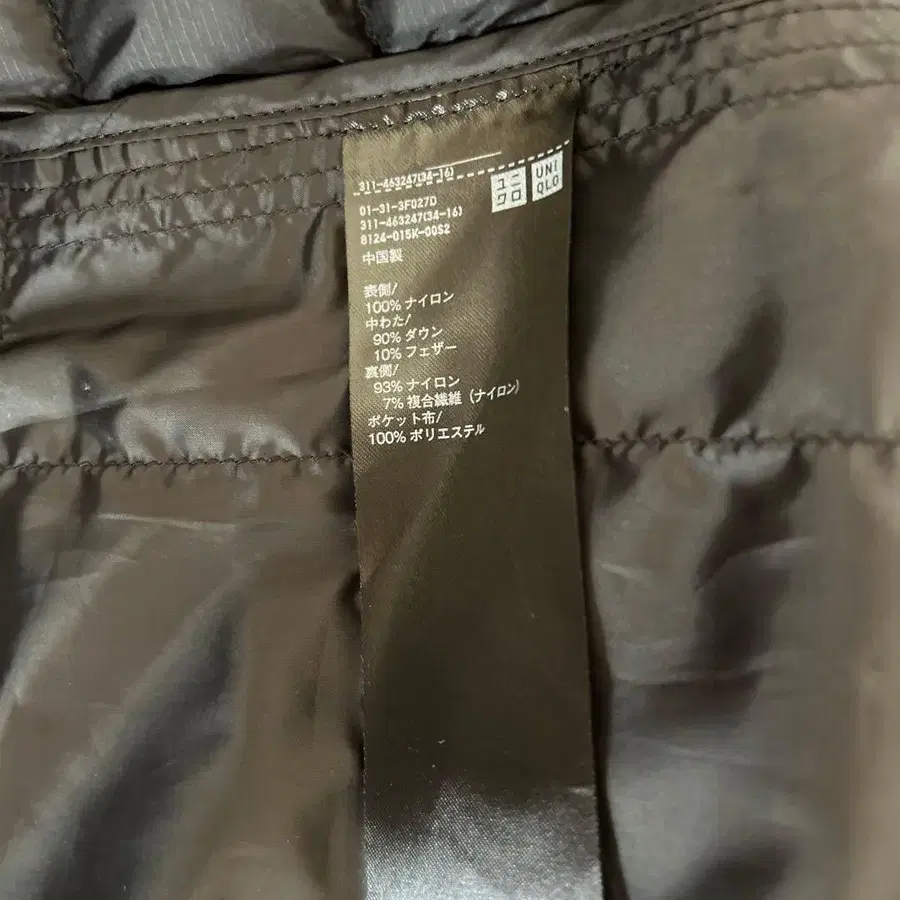 311-463247(34-16)
ユニ
クロ
UNI
QLO
01-31-3F027D
311-463247(34-16)
8124-015K-00S2
中国製
表側/
100% ナイロン
中わた/
90% ダウン
10% フェザー
裏側/
93% ナイロン
7% 複合繊維 (ナイロン)
ポケット布/
100% ポリエステル